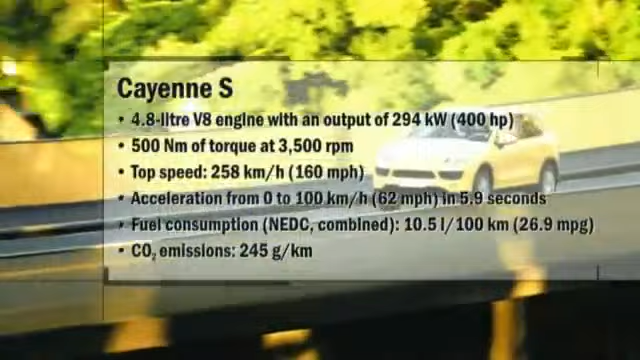 Cayenne S
• 4.8-litre V8 engine with an output of 294 kW (400 hp)
• 500 Nm of torque at 3,500 rpm
• Top speed: 258 km/h (160 mph)
• Acceleration from 0 to 100 km/h (62 mph) in 5.9 seconds
• Fuel consumption (NEDC, combined): 10.5 l/100 km (26.9 mpg)
• CO₂ emissions: 245 g/km